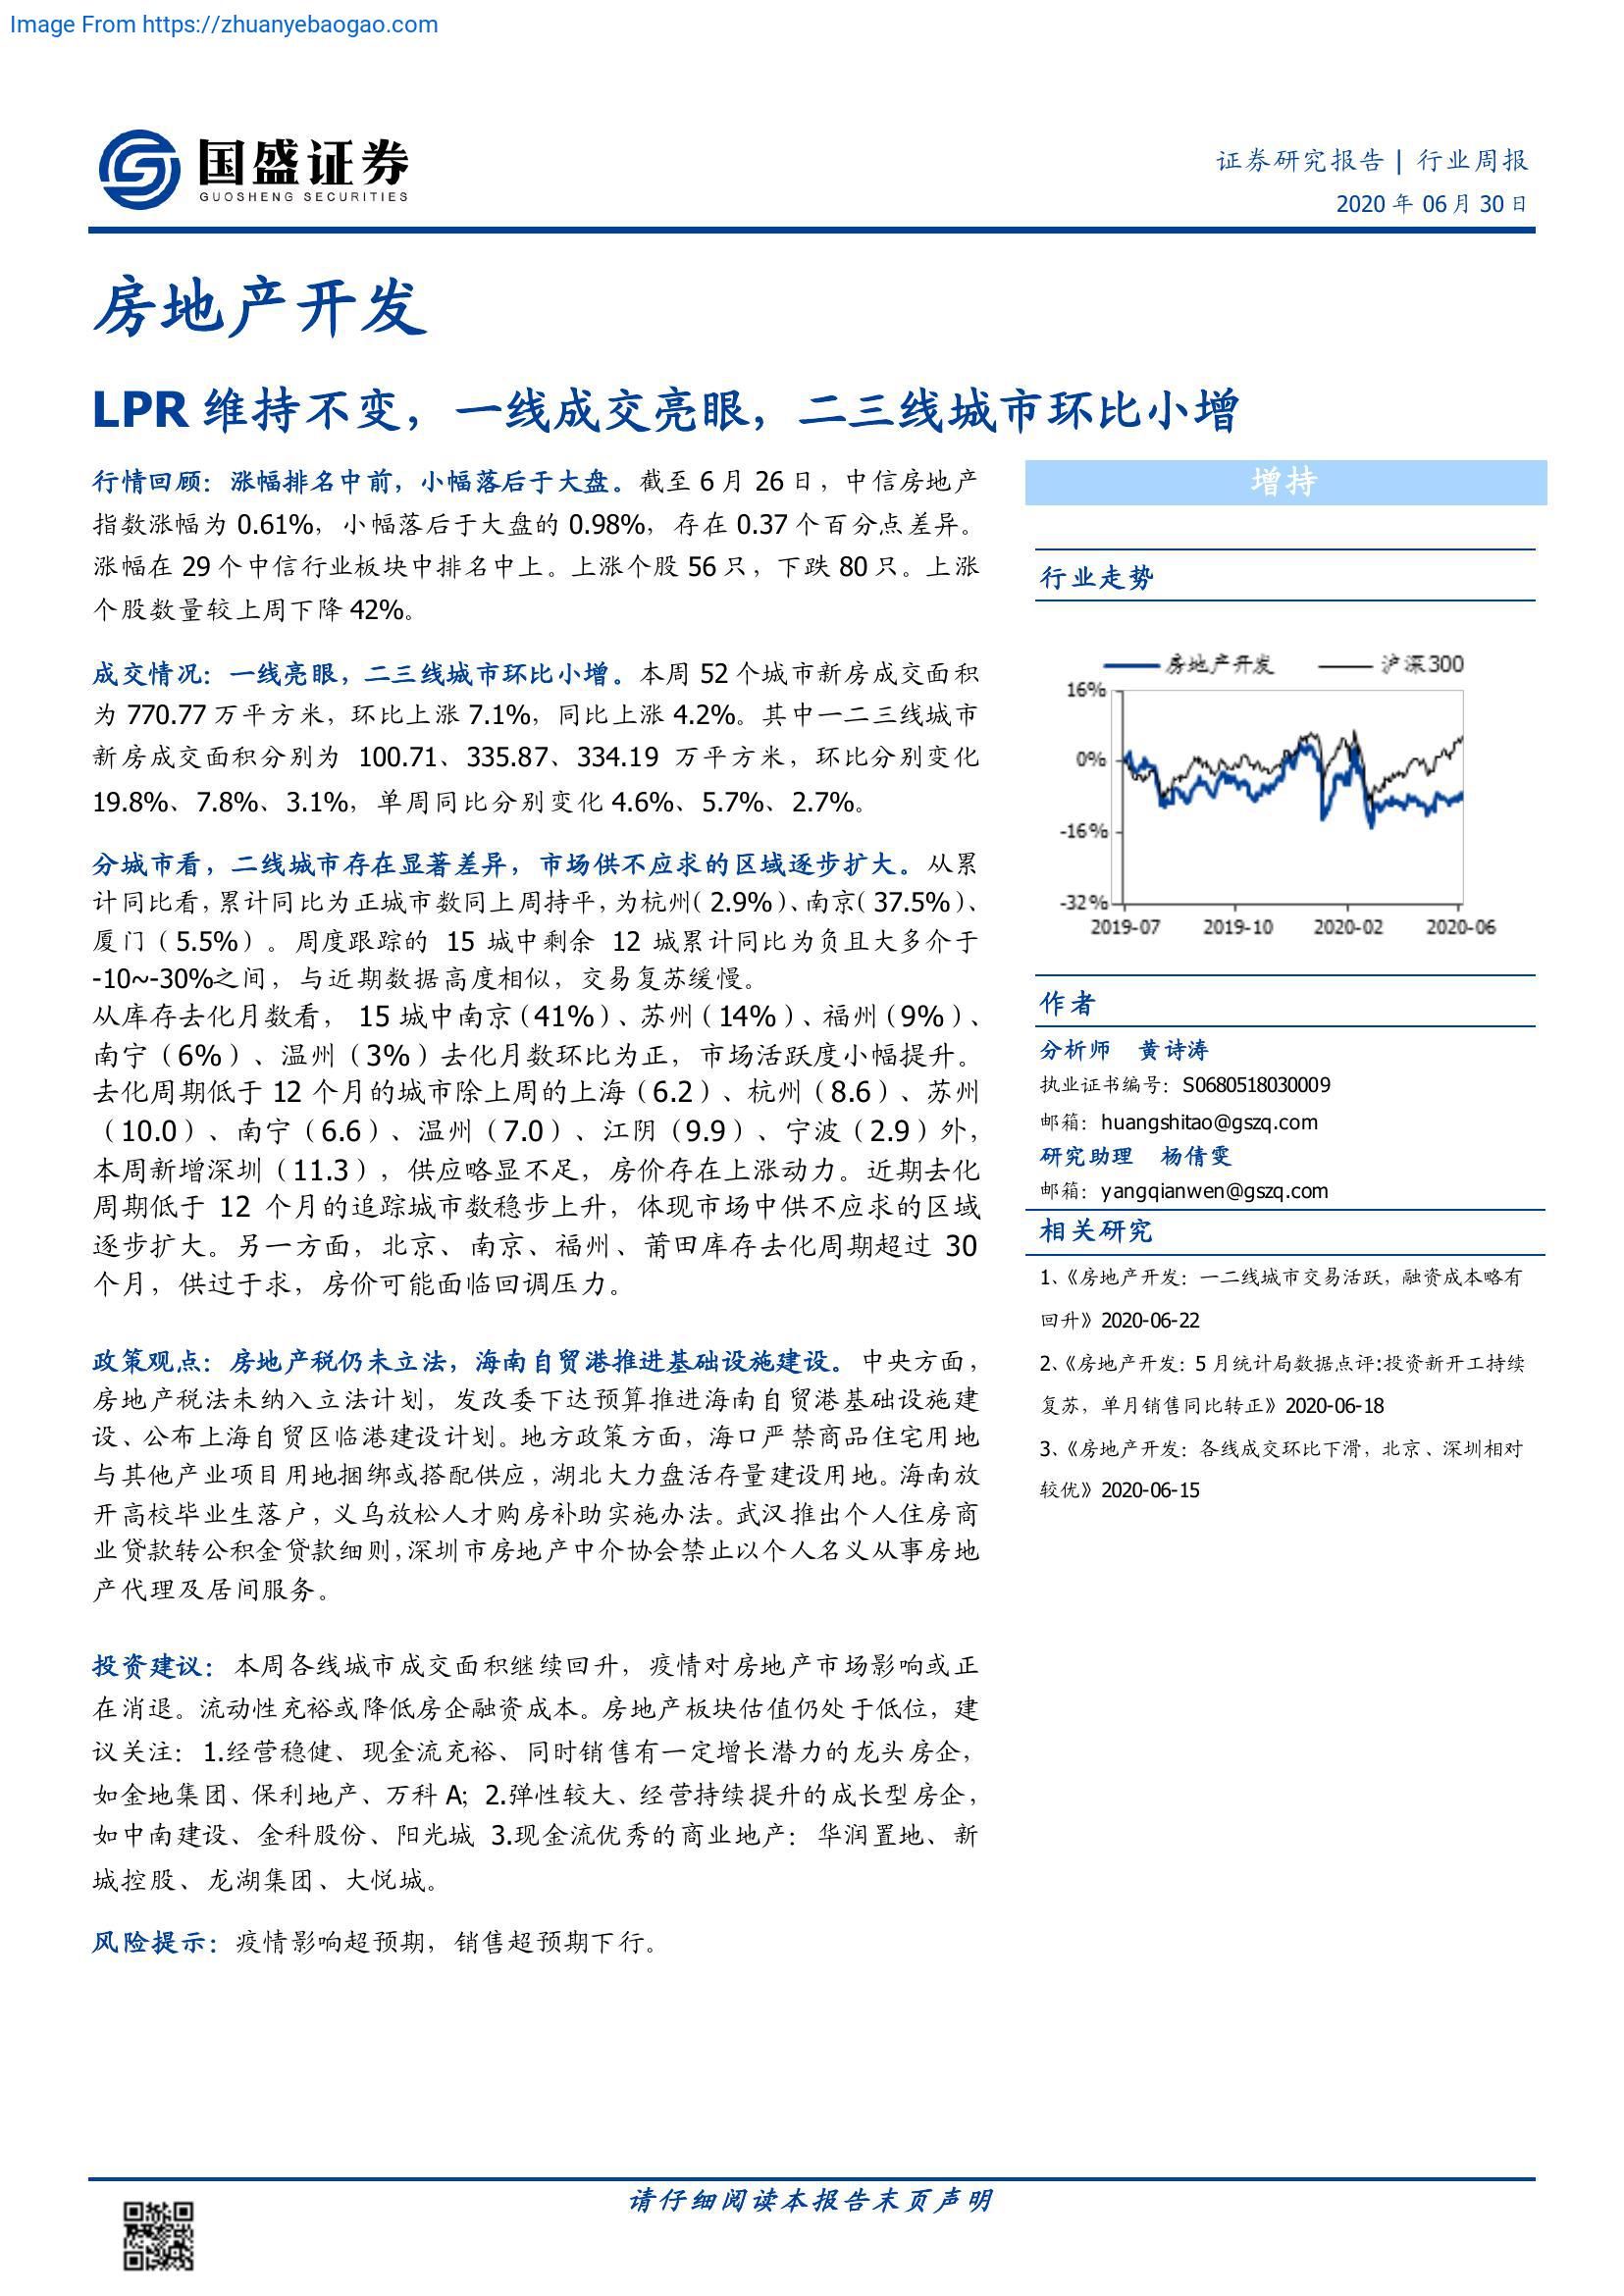 Image From https://zhuanyebaogao.com
国盛证券
GUOSHENG SECURITIES
证券研究报告 | 行业周报
2020 年 06 月 30 日
房地产开发
LPR 维持不变，一线成交亮眼，二三线城市环比小增
行情回顾：涨幅排名中前，小幅落后于大盘。截至 6 月 26 日，中信房地产
指数涨幅为 0.61%，小幅落后于大盘的 0.98%，存在 0.37 个百分点差异。
涨幅在 29 个中信行业板块中排名中上。上涨个股 56 只，下跌 80 只。上涨
个股数量较上周下降 42%。
成交情况：一线亮眼，二三线城市环比小增。本周 52 个城市新房成交面积
为 770.77 万平方米，环比上涨 7.1%，同比上涨 4.2%。其中一二三线城市
新房成交面积分别为 100.71、335.87、334.19 万平方米，环比分别变化
19.8%、7.8%、3.1%，单周同比分别变化 4.6%、5.7%、2.7%。
分城市看，二线城市存在显著差异，市场供不应求的区域逐步扩大。从累
计同比看，累计同比为正城市数同上周持平，为杭州（2.9%）、南京（37.5%）、
厦门（5.5%）。周度跟踪的 15 城中剩余 12 城累计同比为负且大多介于
-10~-30%之间，与近期数据高度相似，交易复苏缓慢。
从库存去化月数看， 15 城中南京（41%）、苏州（14%）、福州（9%）、
南宁（6%）、温州（3%）去化月数环比为正，市场活跃度小幅提升。
去化周期低于 12 个月的城市除上周的上海（6.2）、杭州（8.6）、苏州
（10.0）、南宁（6.6）、温州（7.0）、江阴（9.9）、宁波（2.9）外，
本周新增深圳（11.3），供应略显不足，房价存在上涨动力。近期去化
周期低于 12 个月的追踪城市数稳步上升，体现市场中供不应求的区域
逐步扩大。另一方面，北京、南京、福州、莆田库存去化周期超过 30
个月，供过于求，房价可能面临回调压力。
政策观点：房地产税仍未立法，海南自贸港推进基础设施建设。中央方面，
房地产税法未纳入立法计划，发改委下达预算推进海南自贸港基础设施建
设、公布上海自贸区临港建设计划。地方政策方面，海口严禁商品住宅用地
与其他产业项目用地捆绑或搭配供应，湖北大力盘活存量建设用地。海南放
开高校毕业生落户，义乌放松人才购房补助实施办法。武汉推出个人住房商
业贷款转公积金贷款细则，深圳市房地产中介协会禁止以个人名义从事房地
产代理及居间服务。
投资建议：本周各线城市成交面积继续回升，疫情对房地产市场影响或正
在消退。流动性充裕或降低房企融资成本。房地产板块估值仍处于低位，建
议关注：1.经营稳健、现金流充裕、同时销售有一定增长潜力的龙头房企，
如金地集团、保利地产、万科 A；2.弹性较大、经营持续提升的成长型房企，
如中南建设、金科股份、阳光城 3.现金流优秀的商业地产：华润置地、新
城控股、龙湖集团、大悦城。
风险提示：疫情影响超预期，销售超预期下行。
增持
行业走势
房地产开发 沪深300
16%
0%
-16%
-32%
2019-07 2019-10 2020-02 2020-06
作者
分析师 黄诗涛
执业证书编号：S0680518030009
邮箱：huangshitao@gszq.com
研究助理 杨倩雯
邮箱：yangqianwen@gszq.com
相关研究
1、《房地产开发：一二线城市交易活跃，融资成本略有
回升》2020-06-22
2、《房地产开发：5 月统计局数据点评:投资新开工持续
复苏，单月销售同比转正》2020-06-18
3、《房地产开发：各线成交环比下滑，北京、深圳相对
较优》2020-06-15
请仔细阅读本报告末页声明